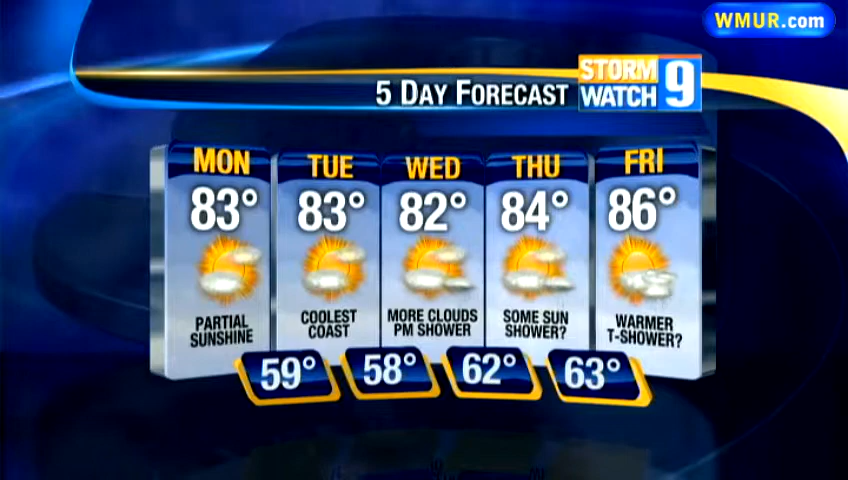 WMUR.com
5 DAY FORECAST
STORM
WATCH 9
MON
83°
PARTIAL
SUNSHINE
TUE
83°
COOLEST
COAST
WED
82°
MORE CLOUDS
PM SHOWER
THU
84°
SOME SUN
SHOWER?
FRI
86°
WARMER
T-SHOWER?
59°
58°
62°
63°